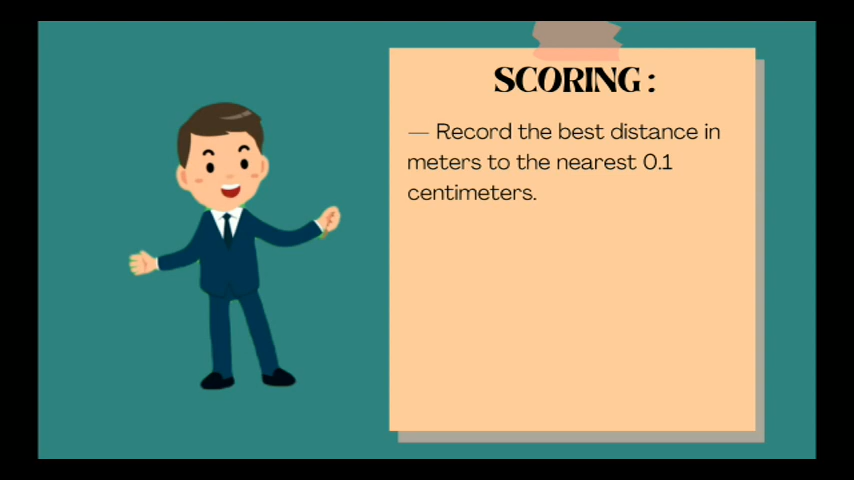 SCORING :
— Record the best distance in
meters to the nearest 0.1
centimeters.